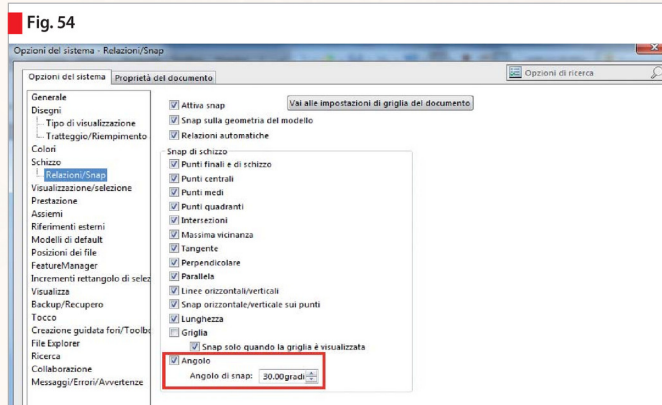 Fig. 54
Opzioni del sistema - Relazioni/Snap
Opzioni del sistema
Proprietà del documento
Opzioni di ricerca
Generale
Disegni
Tipo di visualizzazione
Tratteggio/Riempimento
Colori
Schizzo
Relazioni/Snap
Visualizzazione/selezione
Prestazione
Assiemi
Riferimenti esterni
Modelli di default
Posizioni dei file
FeatureManager
Incrementi rettangolo di selez
Visualizza
Backup/Recupero
Tocco
Creazione guidata fori/Toolbo
File Explorer
Ricerca
Collaborazione
Messaggi/Errori/Avvertenze
Attiva snap
Vai alle impostazioni di griglia del documento
Snap sulla geometria del modello
Relazioni automatiche
Snap di schizzo
Punti finali e di schizzo
Punti centrali
Punti medi
Punti quadranti
Intersezioni
Massima vicinanza
Tangente
Perpendicolare
Parallela
Linee orizzontali/verticali
Snap orizzontale/verticale sui punti
Lunghezza
Griglia
Snap solo quando la griglia è visualizzata
Angolo
Angolo di snap: 30.00gradi